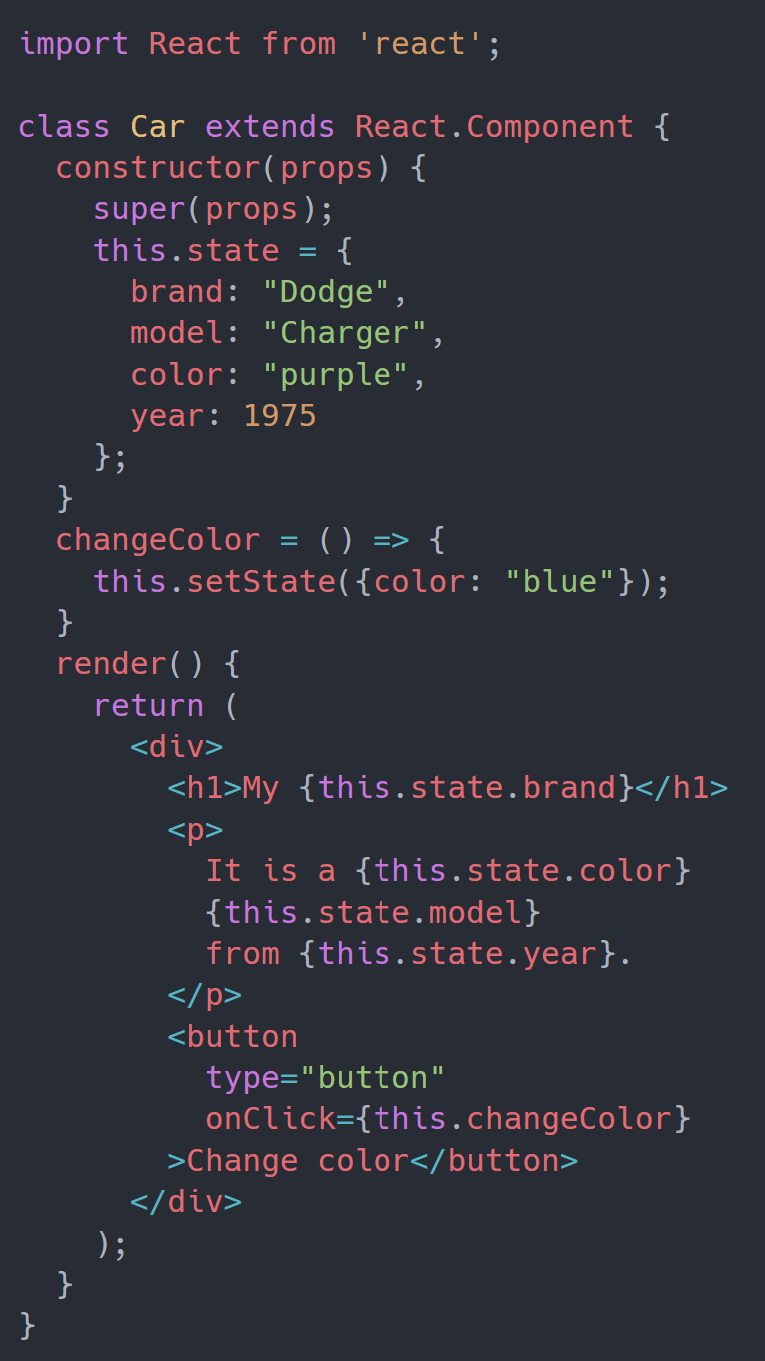 import React from 'react';

class Car extends React.Component {
  constructor(props) {
    super(props);
    this.state = {
      brand: "Dodge",
      model: "Charger",
      color: "purple",
      year: 1975
    };
  }
  changeColor = () => {
    this.setState({color: "blue"});
  }
  render() {
    return (
      <div>
        <h1>My {this.state.brand}</h1>
        <p>
          It is a {this.state.color}
          {this.state.model}
          from {this.state.year}.
        </p>
        <button
          type="button"
          onClick={this.changeColor}
        >Change color</button>
      </div>
    );
  }
}